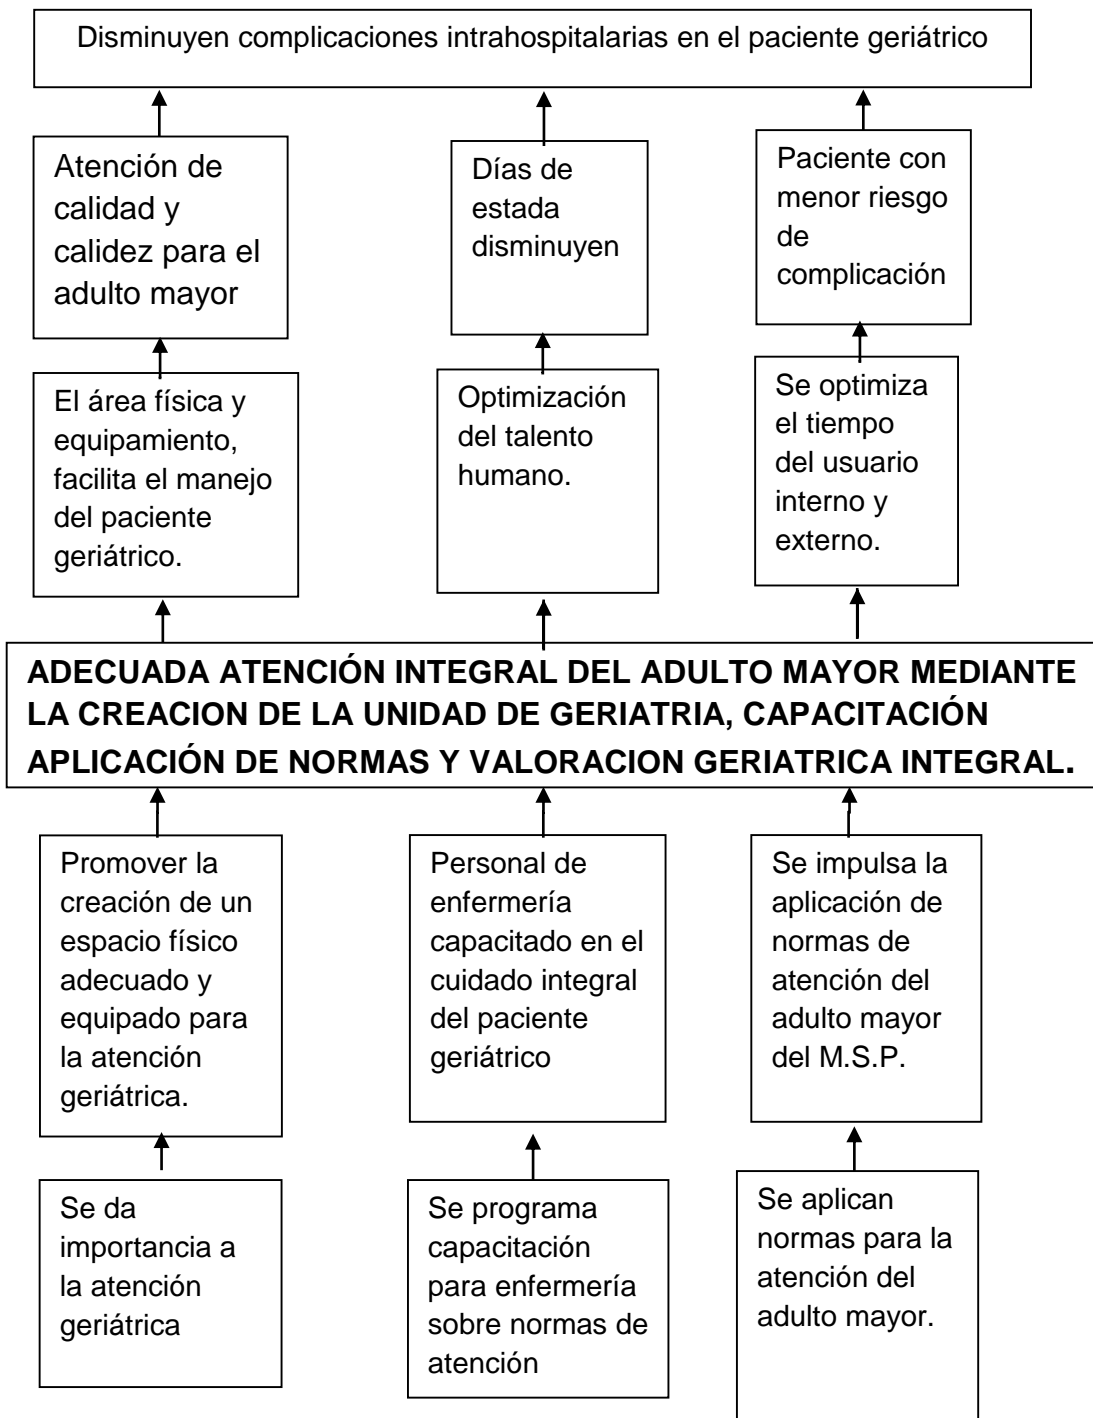 Disminuyen complicaciones intrahospitalarias en el paciente geriátrico
Atención de
calidad y
calidez para el
adulto mayor
Días de
estada
disminuyen
Paciente con
menor riesgo
de
complicación
El área física y
equipamiento,
facilita el manejo
del paciente
geriátrico.
Optimización
del talento
humano.
Se optimiza
el tiempo
del usuario
interno y
externo.
ADECUADA ATENCIÓN INTEGRAL DEL ADULTO MAYOR MEDIANTE
LA CREACION DE LA UNIDAD DE GERIATRIA, CAPACITACIÓN
APLICACIÓN DE NORMAS Y VALORACION GERIATRICA INTEGRAL.
Promover la
creación de un
espacio físico
adecuado y
equipado para
la atención
geriátrica.
Personal de
enfermería
capacitado en el
cuidado integral
del paciente
geriátrico
Se impulsa la
aplicación de
normas de
atención del
adulto mayor
del M.S.P.
Se da
importancia a
la atención
geriátrica
Se programa
capacitación
para enfermería
sobre normas de
atención
Se aplican
normas para la
atención del
adulto mayor.